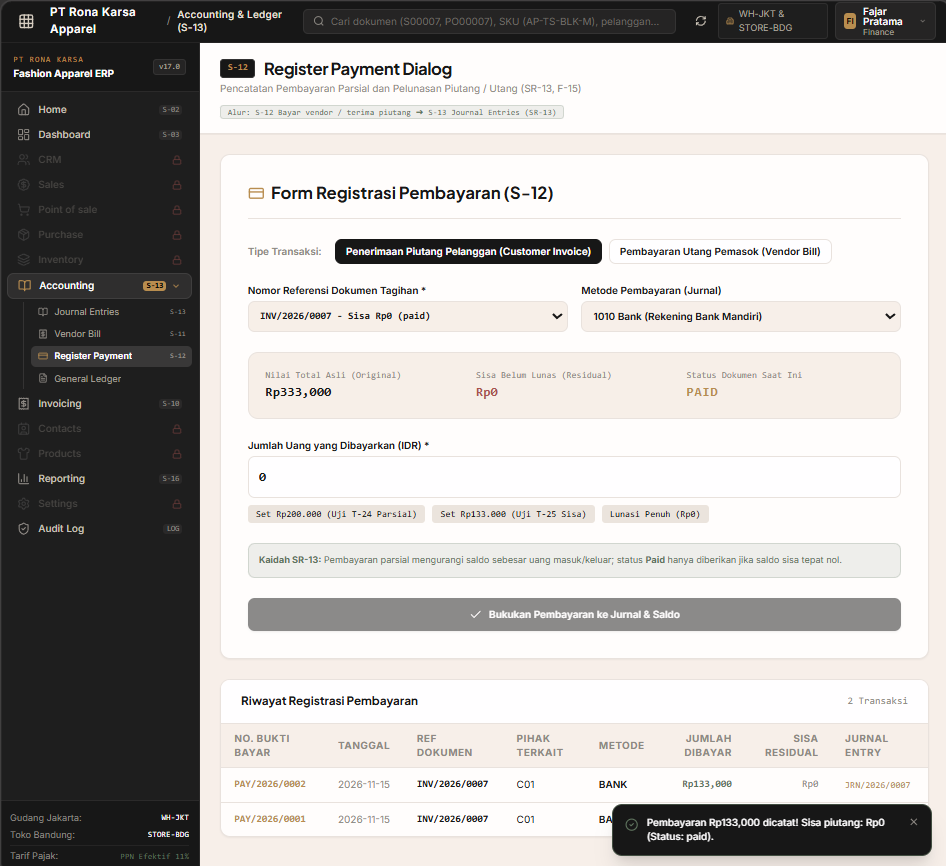 PT Rona Karsa Apparel
/ Accounting & Ledger (S-13)
Cari dokumen (S00007, PO00007), SKU (AP-TS-BLK-M), pelanggan...
WH-JKT & STORE-BDG
FI
Fajar Pratama
Finance
PT RONA KARSA
Fashion Apparel ERP
v17.0
Home S-02
Dashboard S-03
CRM
Sales
Point of sale
Purchase
Inventory
Accounting S-13
Journal Entries S-13
Vendor Bill S-11
Register Payment S-12
General Ledger
Invoicing S-10
Contacts
Products
Reporting S-16
Settings
Audit Log LOG
Gudang Jakarta: WH-JKT
Toko Bandung: STORE-BDG
Tarif Pajak: PPN Efektif 11%
S-12 Register Payment Dialog
Pencatatan Pembayaran Parsial dan Pelunasan Piutang / Utang (SR-13, F-15)
Alur: S-12 Bayar vendor / terima piutang → S-13 Journal Entries (SR-13)
Form Registrasi Pembayaran (S-12)
Tipe Transaksi: Penerimaan Piutang Pelanggan (Customer Invoice) Pembayaran Utang Pemasok (Vendor Bill)
Nomor Referensi Dokumen Tagihan * Metode Pembayaran (Jurnal)
INV/2026/0007 - Sisa Rp0 (paid) 1010 Bank (Rekening Bank Mandiri)
Nilai Total Asli (Original) Sisa Belum Lunas (Residual) Status Dokumen Saat Ini
Rp333,000 Rp0 PAID
Jumlah Uang yang Dibayarkan (IDR) *
0
Set Rp200.000 (Uji T-24 Parsial) Set Rp133.000 (Uji T-25 Sisa) Lunasi Penuh (Rp0)
Kaidah SR-13: Pembayaran parsial mengurangi saldo sebesar uang masuk/keluar; status Paid hanya diberikan jika saldo sisa tepat nol.
Bukukan Pembayaran ke Jurnal & Saldo
Riwayat Registrasi Pembayaran 2 Transaksi
NO. BUKTI BAYAR TANGGAL REF DOKUMEN PIHAK TERKAIT METODE JUMLAH DIBAYAR SISA RESIDUAL JURNAL ENTRY
PAY/2026/0002 2026-11-15 INV/2026/0007 C01 BANK Rp133,000 Rp0 JRN/2026/0007
PAY/2026/0001 2026-11-15 INV/2026/0007 C01 BA
Pembayaran Rp133,000 dicatat! Sisa piutang: Rp0
(Status: paid).